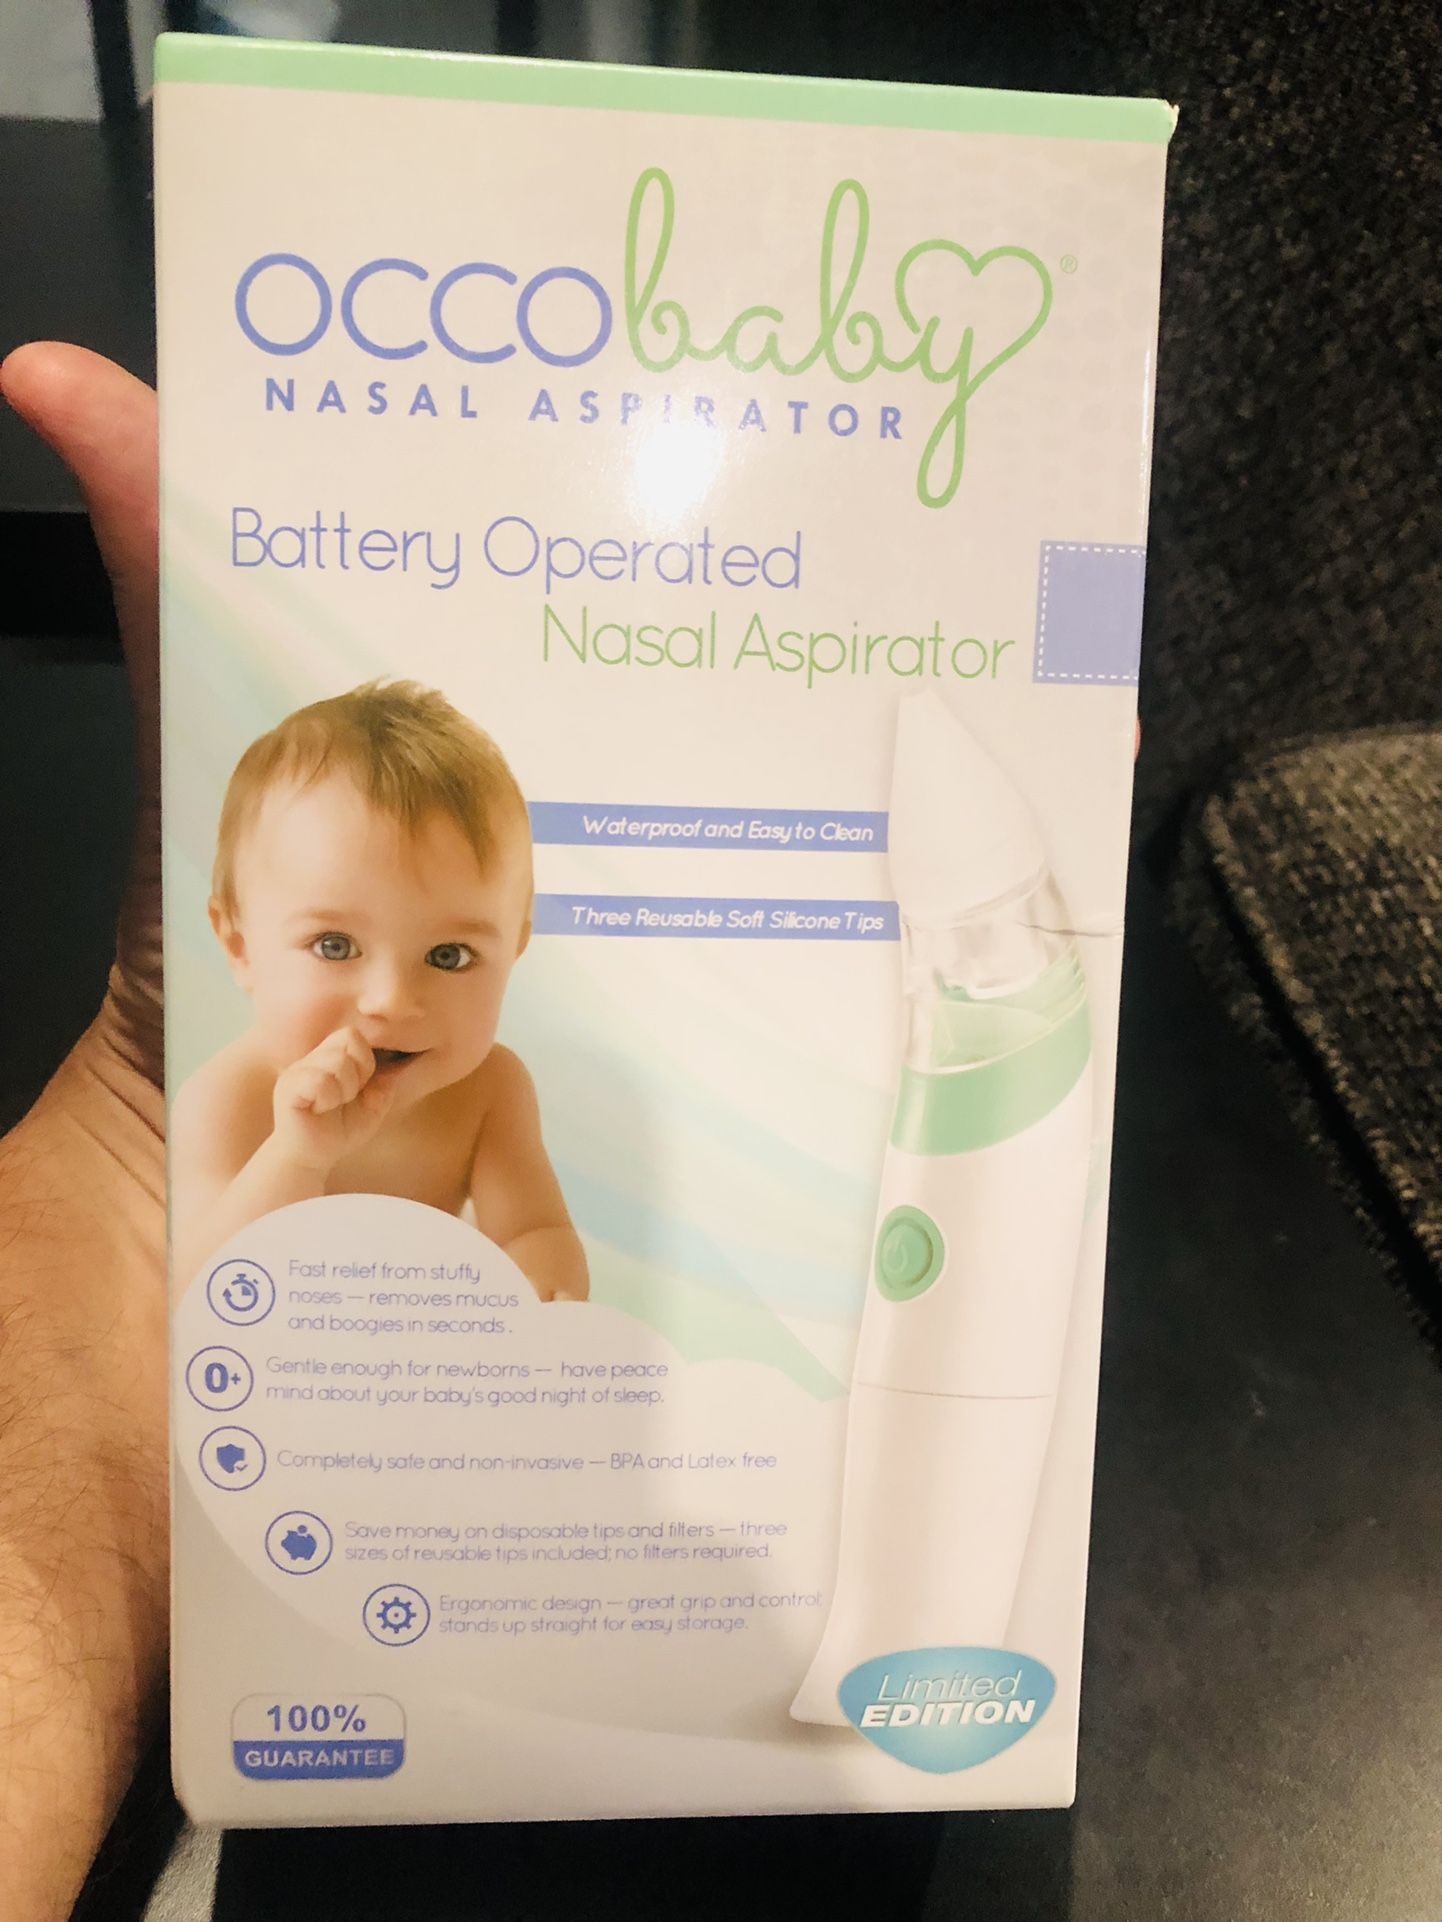 OCCObaby®
NASAL ASPIRATOR
Battery Operated
Nasal Aspirator
Waterproof and Easy to Clean
Three Reusable Soft Silicone Tips
Fast relief from stuffy
noses — removes mucus
and boogies in seconds.
0+
Gentle enough for newborns — have peace
mind about your baby's good night of sleep.
Completely safe and non-invasive — BPA and Latex free
Save money on disposable tips and filters — three
sizes of reusable tips included; no filters required.
Ergonomic design — great grip and control;
stands up straight for easy storage.
Limited
EDITION
100%
GUARANTEE